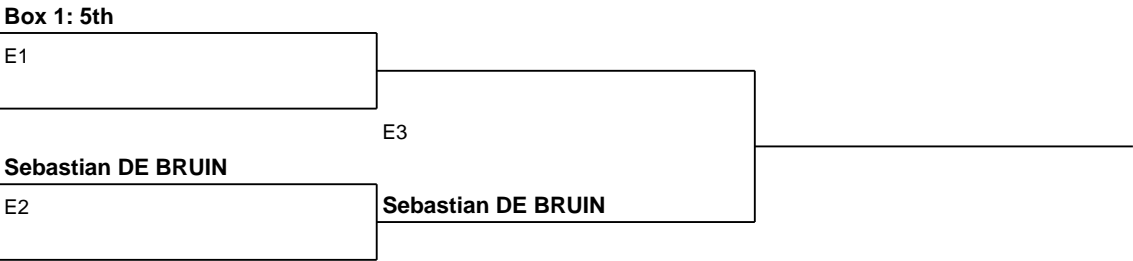 Box 1: 5th
E1
E3
Sebastian DE BRUIN
E2
Sebastian DE BRUIN